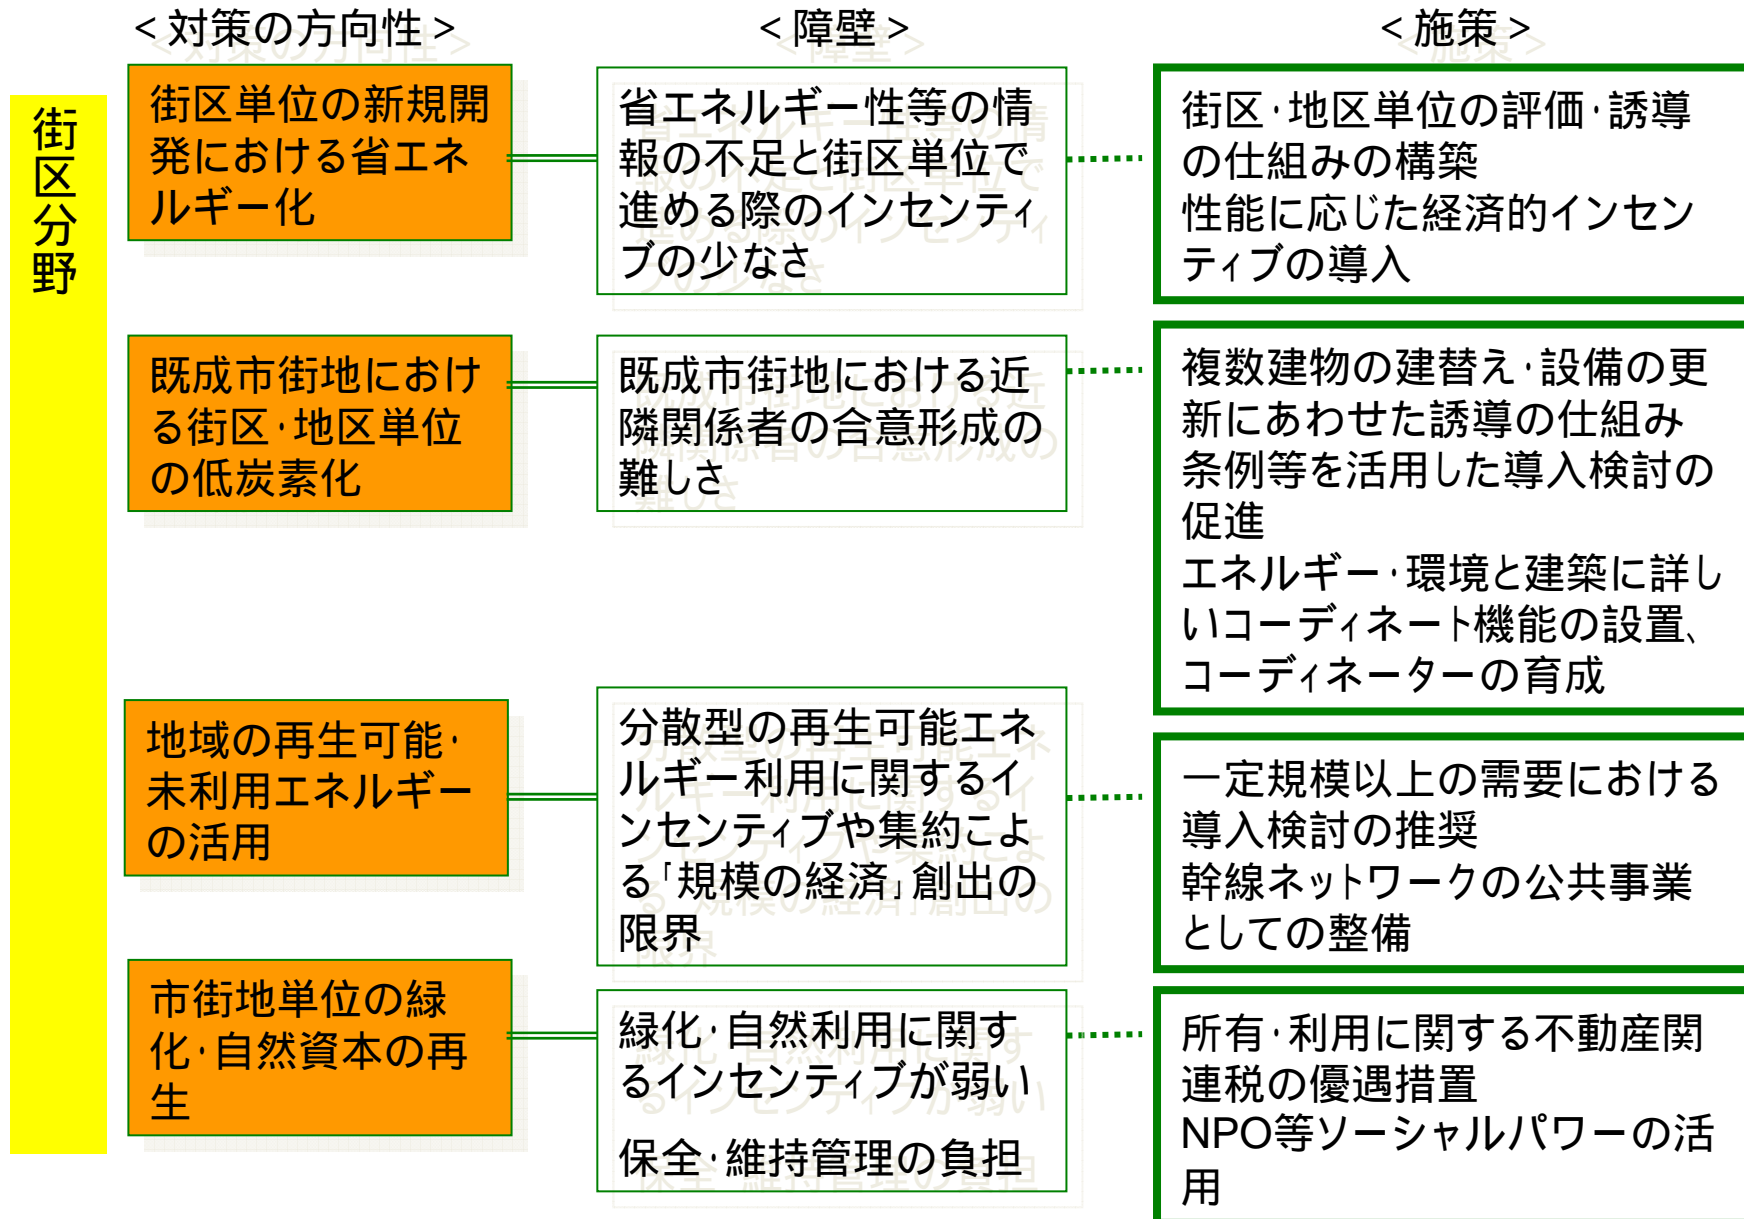 ＜対策の方向性＞
＜障壁＞
＜施策＞
街区分野
街区単位の新規開
発における省エネ
ルギー化
省エネルギー性等の情
報の不足と街区単位で
進める際のインセンティ
ブの少なさ
街区・地区単位の評価・誘導
の仕組みの構築
性能に応じた経済的インセン
ティブの導入
既成市街地におけ
る街区・地区単位
の低炭素化
既成市街地における近
隣関係者の合意形成の
難しさ
複数建物の建替え・設備の更
新にあわせた誘導の仕組み
条例等を活用した導入検討の
促進
エネルギー・環境と建築に詳し
いコーディネート機能の設置、
コーディネーターの育成
地域の再生可能・
未利用エネルギー
の活用
分散型の再生可能エネ
ルギー利用に関するイ
ンセンティブや集約こよ
る「規模の経済」創出の
限界
一定規模以上の需要における
導入検討の推奨
幹線ネットワークの公共事業
としての整備
市街地単位の緑
化・自然資本の再
生
緑化・自然利用に関す
るインセンティブが弱い
保全・維持管理の負担
所有・利用に関する不動産関
連税の優遇措置
NPO等ソーシャルパワーの活
用